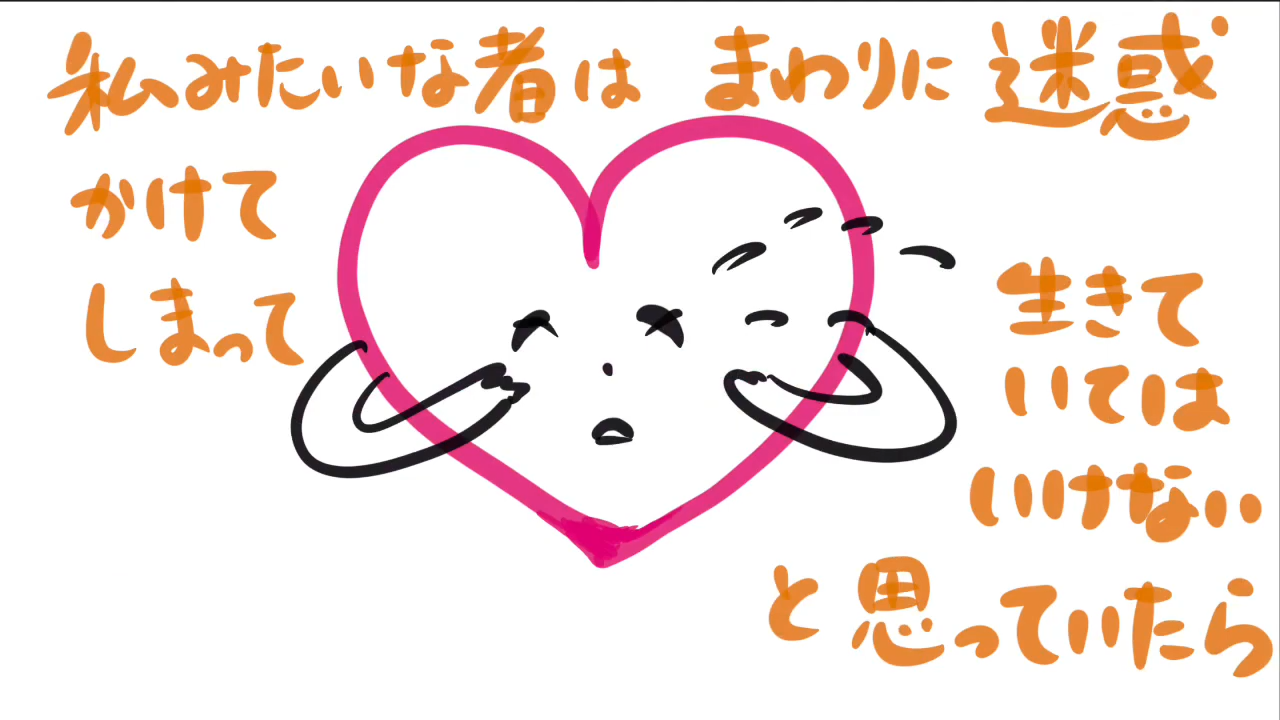 私みたいな者は まわりに 迷惑
かけて
しまって
生きて
いては
いけない
と思っていたら